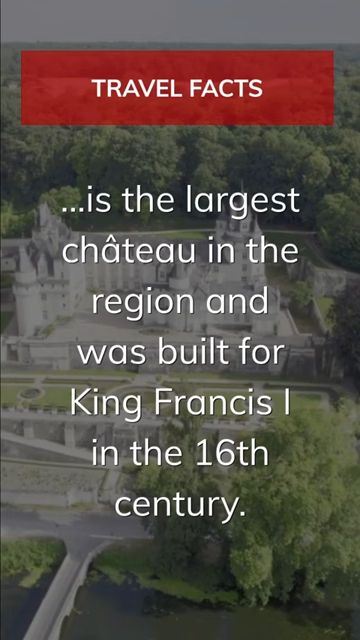 TRAVEL FACTS
...is the largest
château in the
region and
was built for
King Francis I
in the 16th
century.